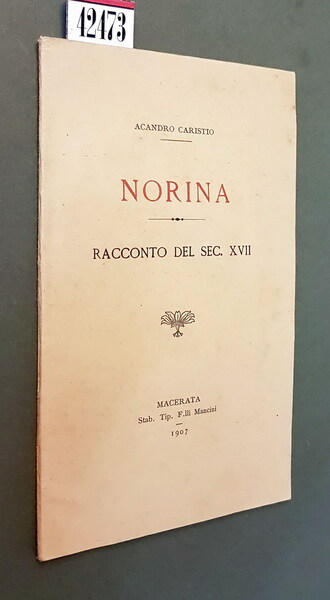 42473
ACANDRO CARISTIO
NORINA
RACCONTO DEL SEC. XVII
MACERATA
Stab. Tip. F.lli Mancini
1907